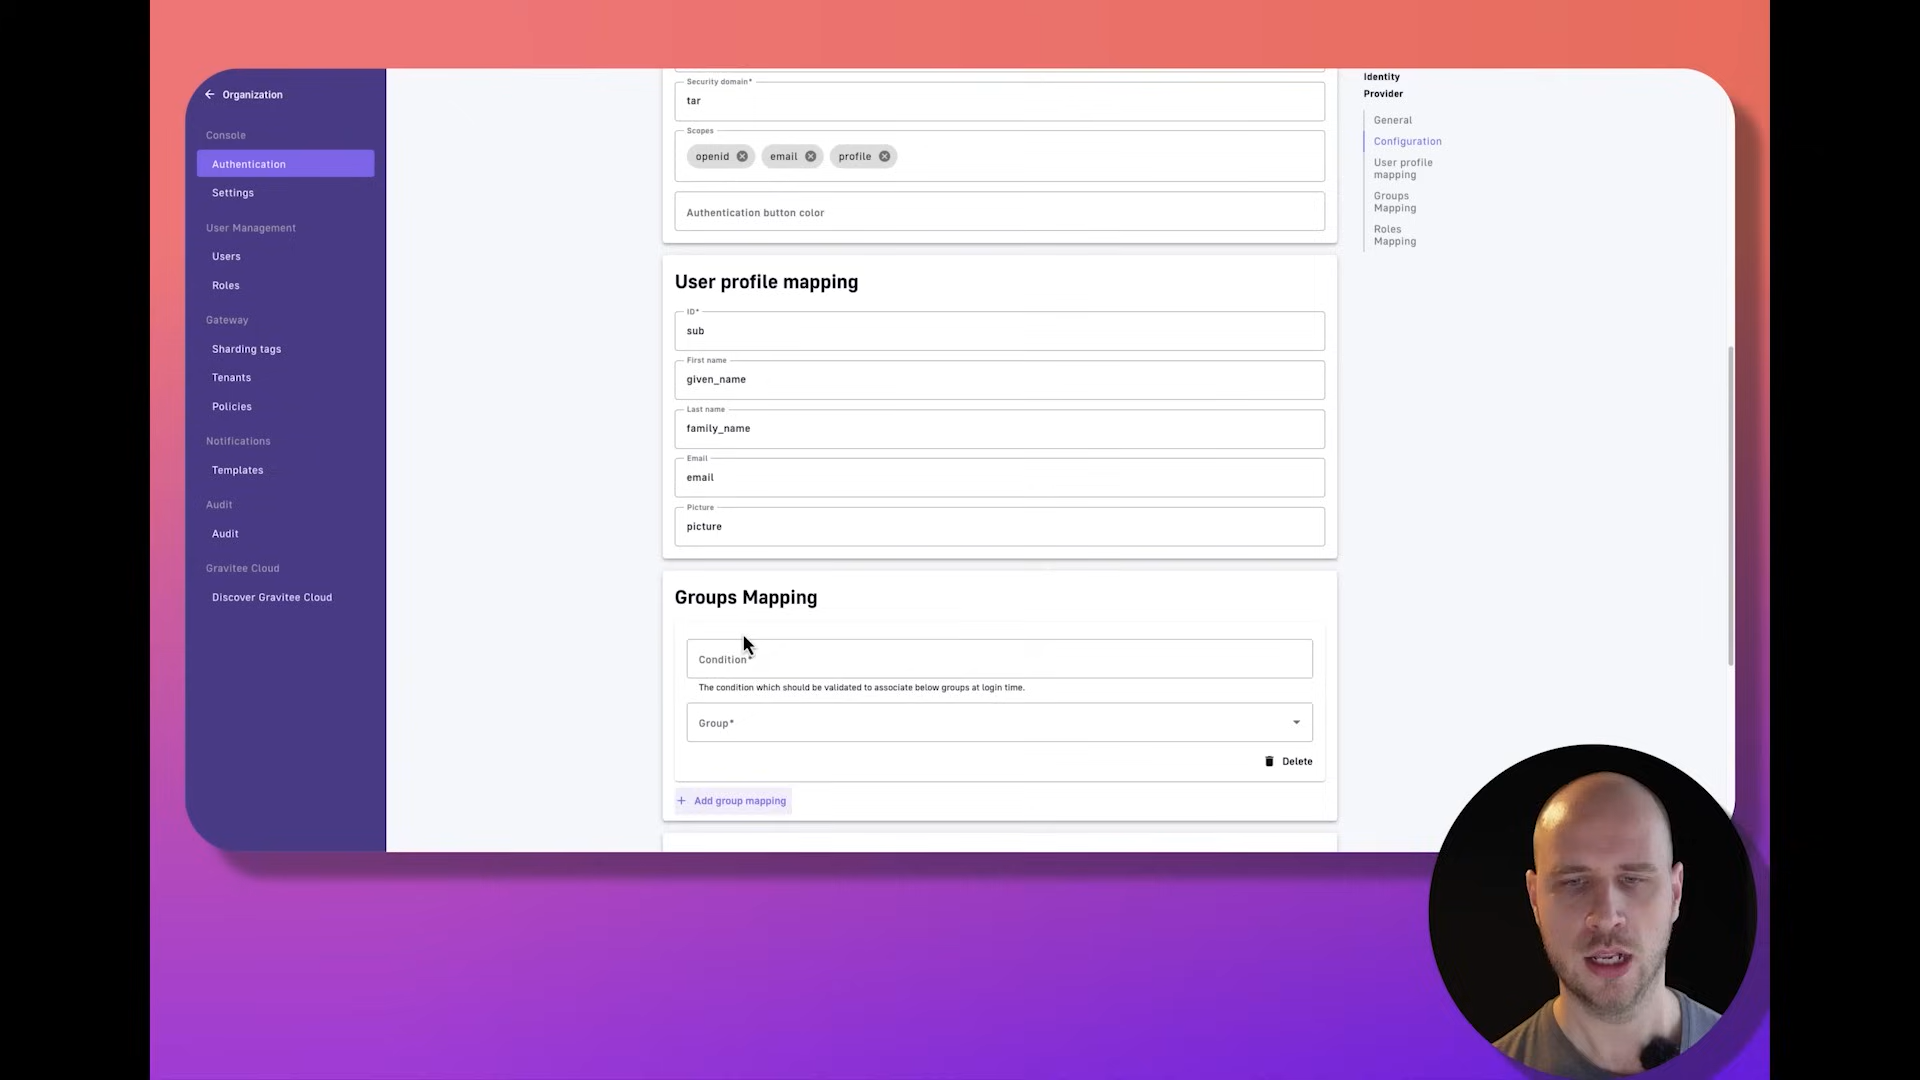 Organization
Console
Authentication
Settings
User Management
Users
Roles
Gateway
Sharding tags
Tenants
Policies
Notifications
Templates
Audit
Audit
Gravitee Cloud
Discover Gravitee Cloud
Security domain*
tar
Scopes
openid
email
profile
Authentication button color
User profile mapping
ID*
sub
First name
given_name
Last name
family_name
Email
email
Picture
picture
Groups Mapping
Condition*
The condition which should be validated to associate below groups at login time.
Group*
Delete
+ Add group mapping
Identity
Provider
General
Configuration
User profile
mapping
Groups
Mapping
Roles
Mapping